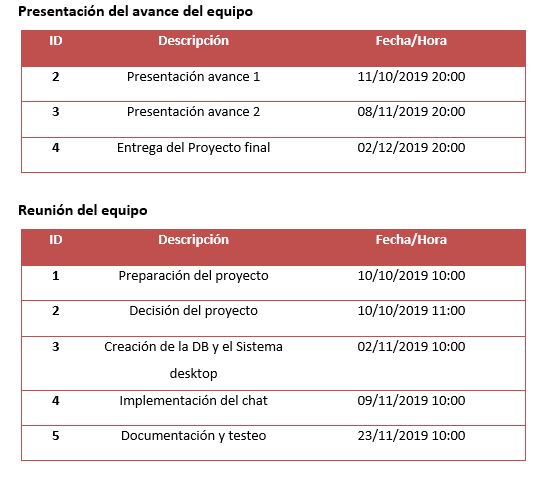 Presentación del avance del equipo
ID Descripción Fecha/Hora
2 Presentación avance 1 11/10/2019 20:00
3 Presentación avance 2 08/11/2019 20:00
4 Entrega del Proyecto final 02/12/2019 20:00
Reunión del equipo
ID Descripción Fecha/Hora
1 Preparación del proyecto 10/10/2019 10:00
2 Decisión del proyecto 10/10/2019 11:00
3 Creación de la DB y el Sistema 02/11/2019 10:00
desktop
4 Implementación del chat 09/11/2019 10:00
5 Documentación y testeo 23/11/2019 10:00